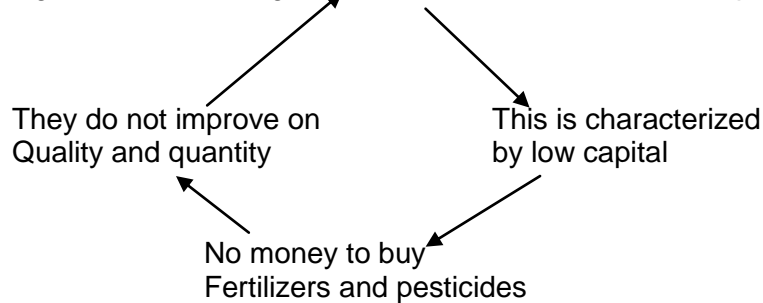 They do not improve on
Quality and quantity
This is characterized
by low capital
No money to buy
Fertilizers and pesticides